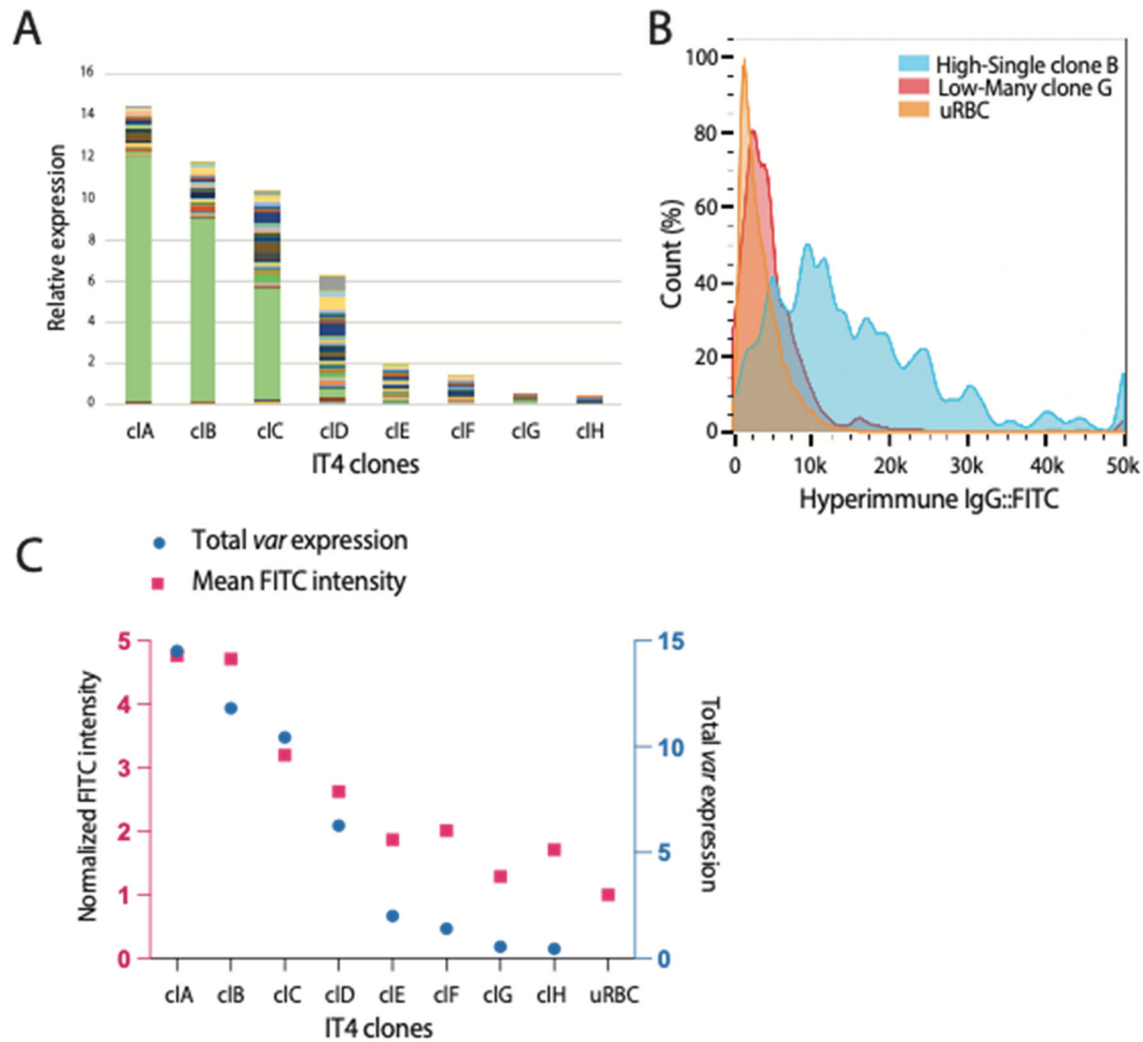 A
16
14
12
10
8
6
4
2
0
Relative expression
clA clB clC clD clE clF clG clH
IT4 clones
B
High-Single clone B
Low-Many clone G
uRBC
100
80
60
40
20
0
Count (%)
0 10k 20k 30k 40k 50k
Hyperimmune IgG::FITC
C
Total var expression
Mean FITC intensity
5
4
3
2
1
0
Normalized FITC intensity
15
10
5
0
Total var expression
clA clB clC clD clE clF clG clH uRBC
IT4 clones